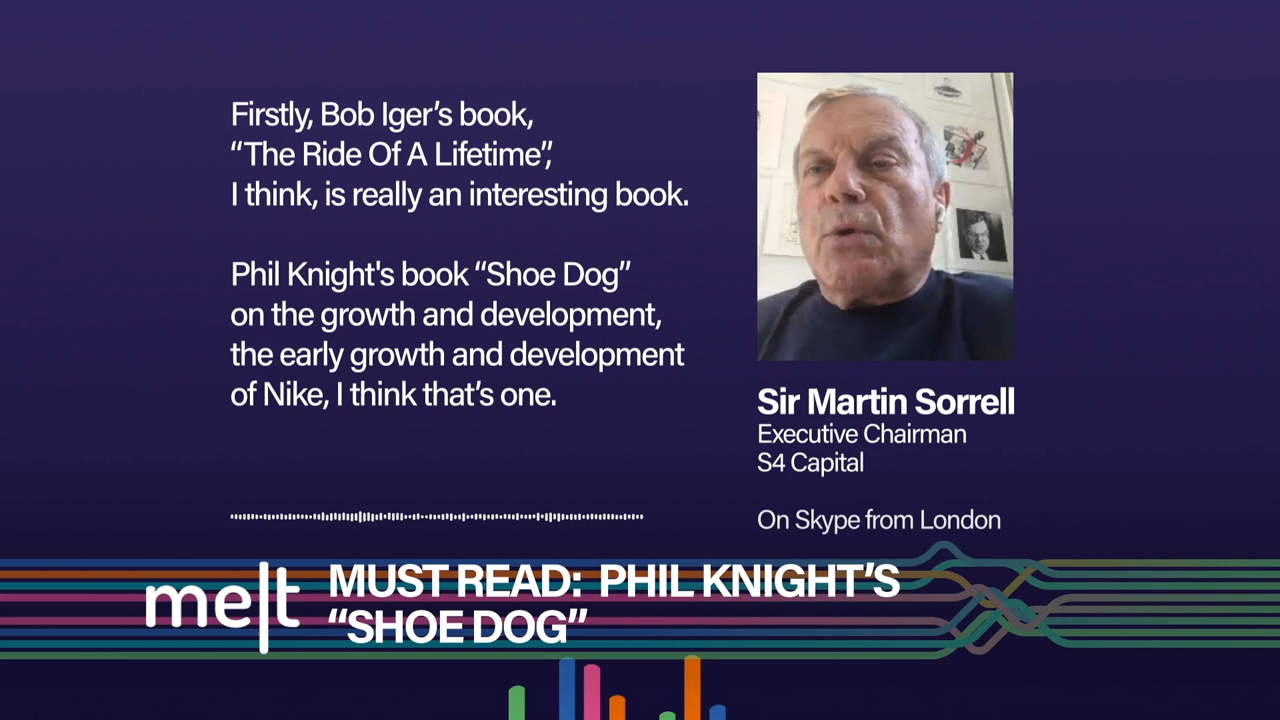 Firstly, Bob Iger’s book,
“The Ride Of A Lifetime”,
I think, is really an interesting book.
Phil Knight's book “Shoe Dog”
on the growth and development,
the early growth and development
of Nike, I think that’s one.
Sir Martin Sorrell
Executive Chairman
S4 Capital
On Skype from London
melt
MUST READ: PHIL KNIGHT’S
“SHOE DOG”